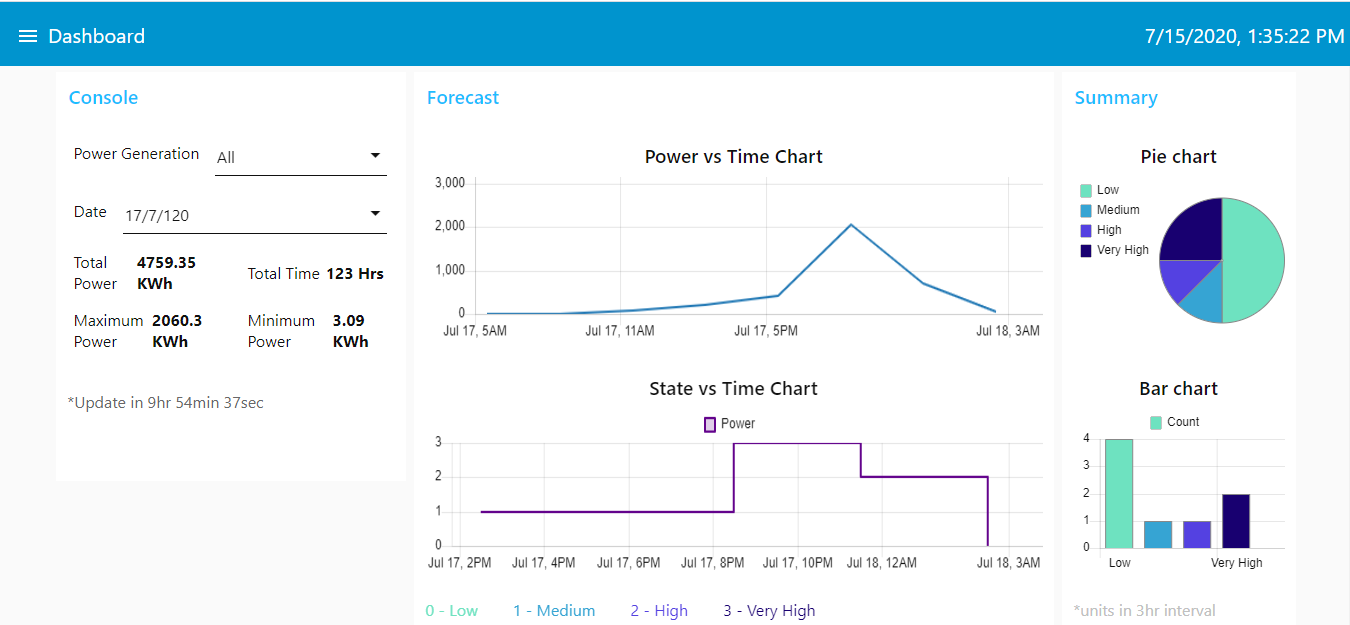 Dashboard
7/15/2020, 1:35:22 PM
Console
Power Generation All
Date 17/7/120
Total Power 4759.35 KWh
Total Time 123 Hrs
Maximum Power 2060.3 KWh
Minimum Power 3.09 KWh
*Update in 9hr 54min 37sec
Forecast
Power vs Time Chart
3,000
2,000
1,000
0
Jul 17, 5AM Jul 17, 11AM Jul 17, 5PM Jul 18, 3AM
State vs Time Chart
Power
3
2
1
0
Jul 17, 2PM Jul 17, 4PM Jul 17, 6PM Jul 17, 8PM Jul 17, 10PM Jul 18, 12AM Jul 18, 3AM
0 - Low 1 - Medium 2 - High 3 - Very High
Summary
Pie chart
Low
Medium
High
Very High
Bar chart
Count
4
3
2
1
0
Low Very High
*units in 3hr interval